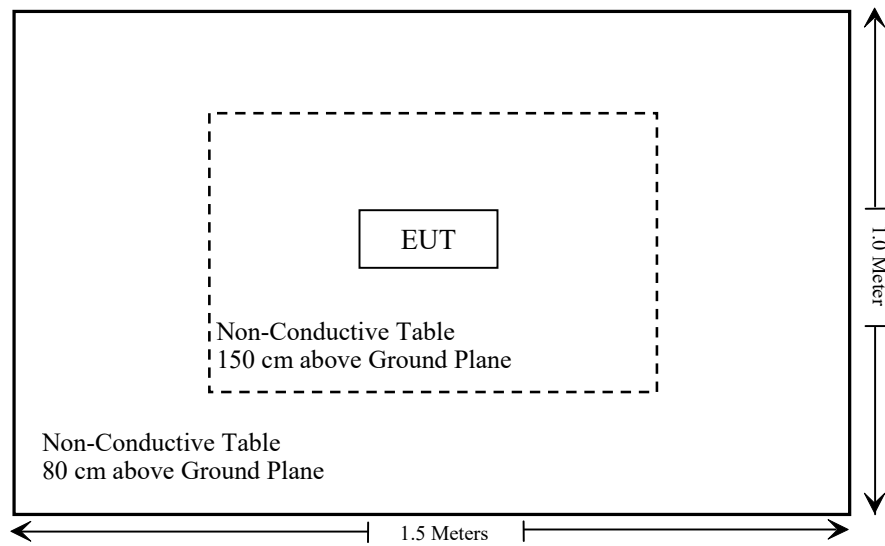 EUT
1.0 Meter
Non-Conductive Table
150 cm above Ground Plane
Non-Conductive Table
80 cm above Ground Plane
1.5 Meters